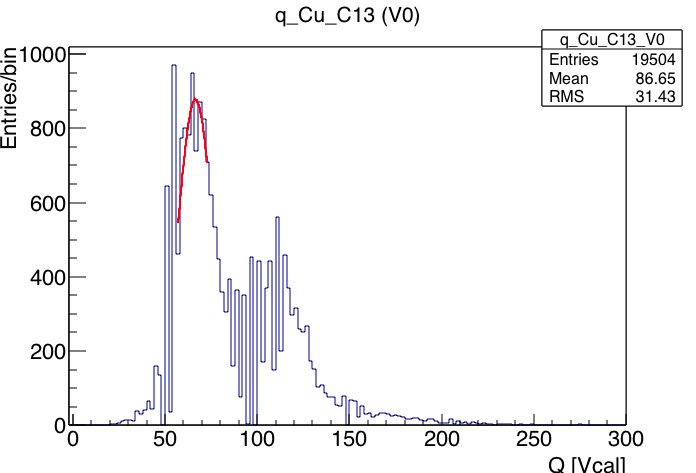 q_Cu_C13 (V0)
q_Cu_C13_V0
Entries 19504
Mean 86.65
RMS 31.43
Entries/bin
1000
800
600
400
200
0
0 50 100 150 200 250 300
Q [Vcal]